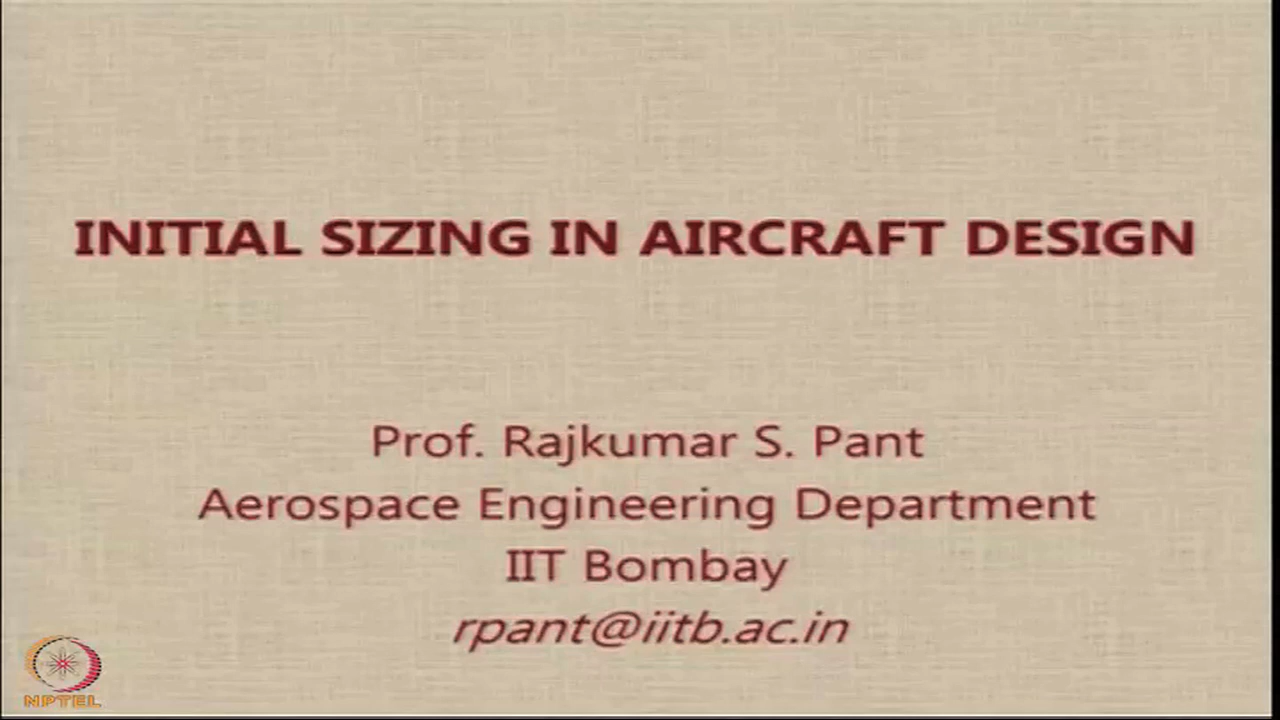 INITIAL SIZING IN AIRCRAFT DESIGN
Prof. Rajkumar S. Pant
Aerospace Engineering Department
IIT Bombay
rpant@iitb.ac.in
NPTEL